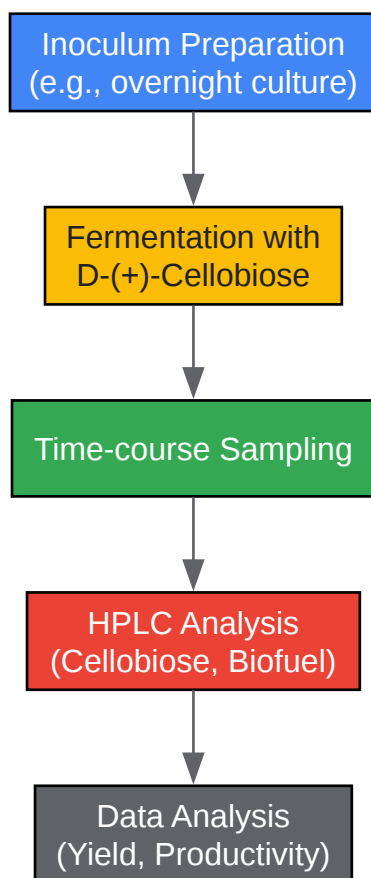 Inoculum Preparation
(e.g., overnight culture)
Fermentation with
D-(+)-Cellobiose
Time-course Sampling
HPLC Analysis
(Cellobiose, Biofuel)
Data Analysis
(Yield, Productivity)